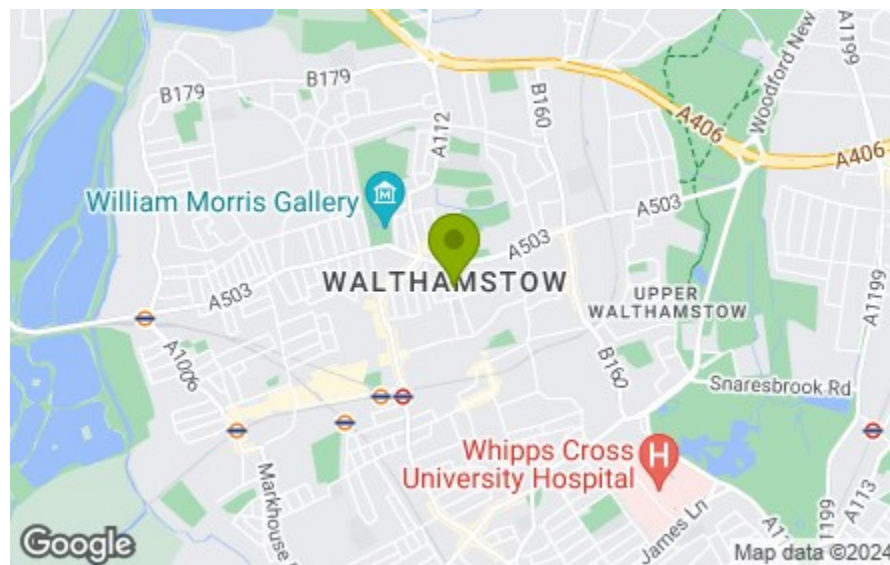 B179
B179
A112
B160
Woodford New
A1199
A406
A406
William Morris Gallery
A503
A503
A503
WALTHAMSTOW
UPPER
WALTHAMSTOW
A1199
A1006
B160
Snaresbrook Rd
Whipps Cross
University Hospital
H
Markhouse
James Ln
A113
1199
Google
Map data ©2024